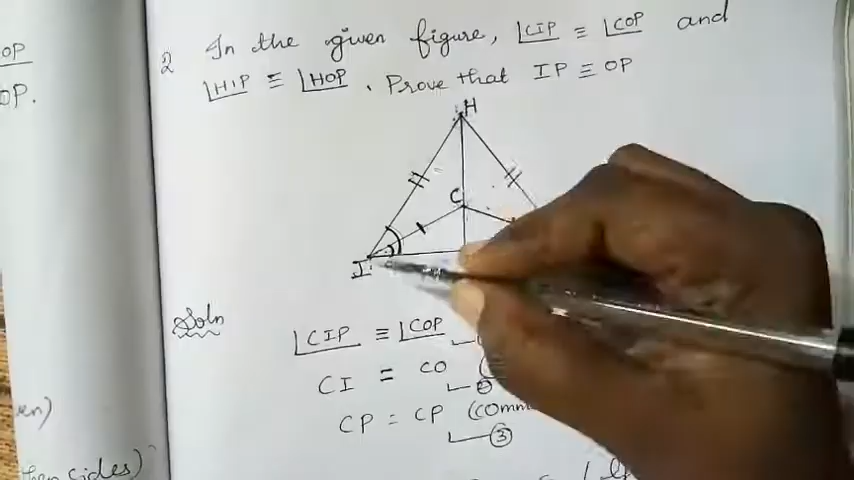 OP
OP.
2 In the given figure, ∠CIP ≡ ∠COP and
∠HIP ≡ ∠HOP. Prove that IP ≡ OP
H
C
I
Soln
∠CIP ≡ ∠COP
CI = CO
②
CP = CP (comm
③